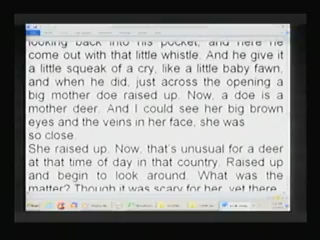 looking back into his pocket, and here he
come out with that little whistle. And he give it
a little squeak of a cry, like a little baby fawn,
and when he did, just across the opening a
big mother doe raised up. Now, a doe is a
mother deer. And I could see her big brown
eyes and the veins in her face, she was
so close.
She raised up. Now, that's unusual for a deer
at that time of day in that country. Raised up
and begin to look around. What was the
matter? Though it was scary for her, yet there